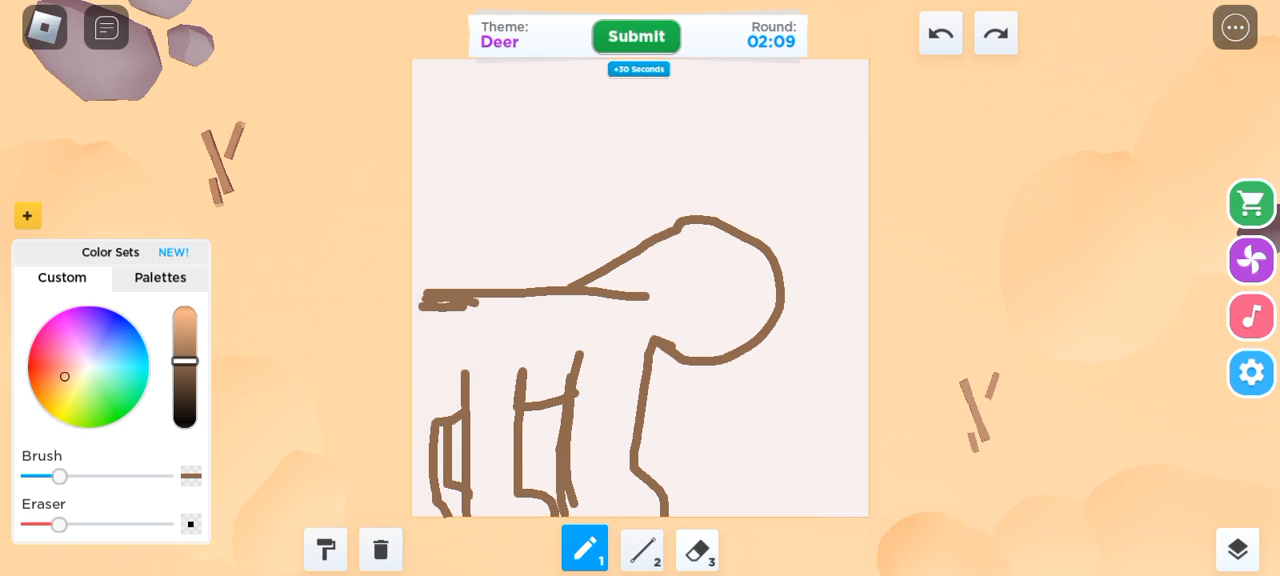 Theme:
Deer
Submit
Round:
02:09
+30 Seconds
+
Color Sets NEW!
Custom Palettes
Brush
Eraser
1
2
3